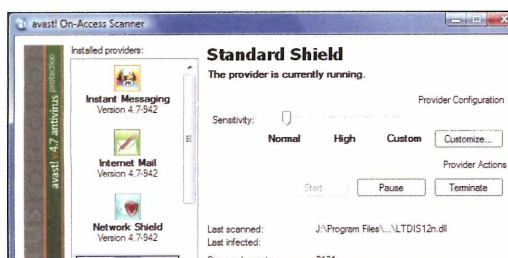 avast! On-Access Scanner
avast! v4.7 antivirus protection
Installed providers:
Instant Messaging
Version 4.7-942
Internet Mail
Version 4.7-942
Network Shield
Version 4.7-942
Standard Shield
The provider is currently running.
Provider Configuration
Sensitivity:
Normal High Custom Customize...
Provider Actions
Start Pause Terminate
Last scanned: J:\Program Files\...\LTDIS12n.dll
Last infected: